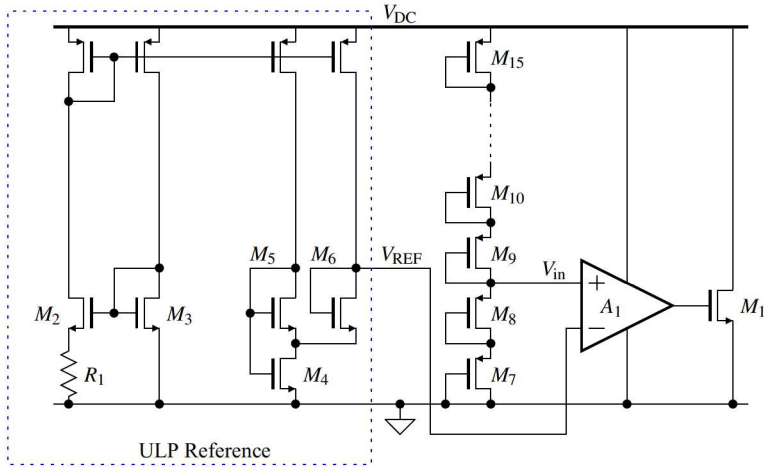 V_DC
M_15
M_10
M_5 M_6 V_REF M_9 V_in
M_2 M_3 M_8 + A_1 − M_1
R_1 M_4 M_7
ULP Reference